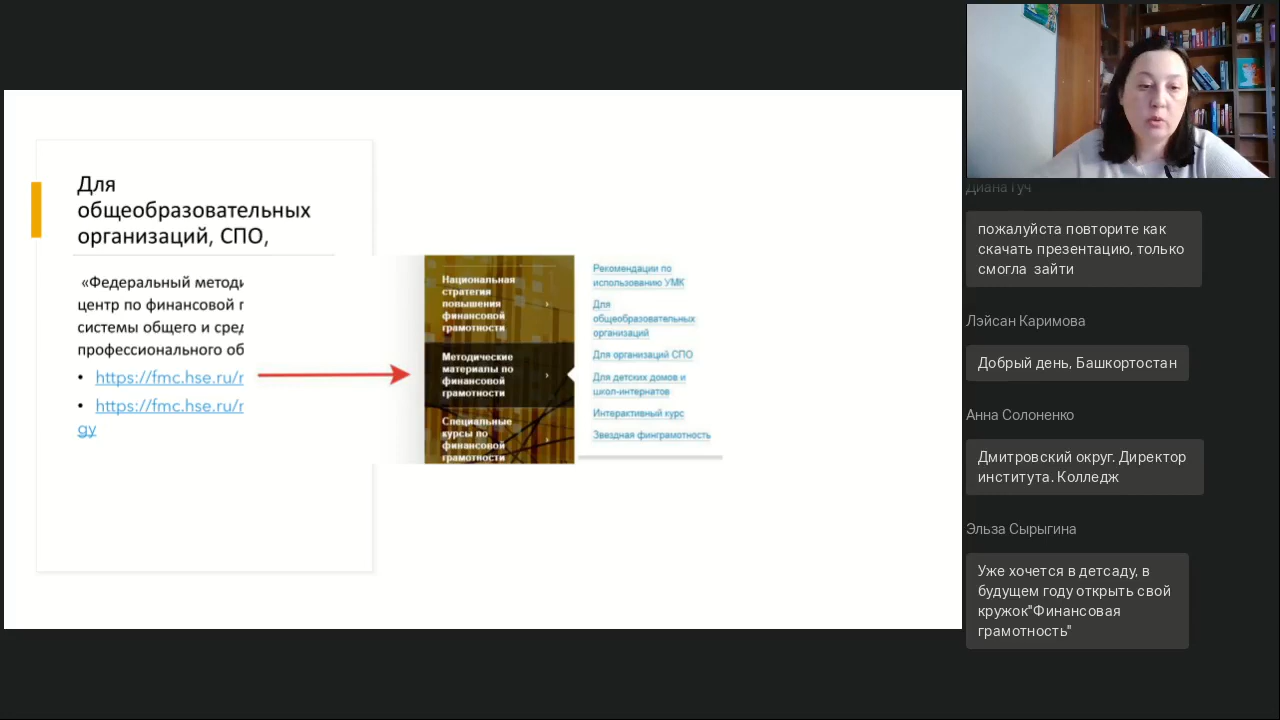 Для
общеобразовательных
организаций, СПО,
«Федеральный методи
центр по финансовой г
системы общего и сред
профессионального об
• https://fmc.hse.ru/r
• https://fmc.hse.ru/r
gy
Национальная
стратегия
повышения
финансовой
грамотности
Методические
материалы по
финансовой
грамотности
Специальные
курсы по
финансовой
грамотности
Рекомендации по
использованию УМК
Для
общеобразовательных
организаций
Для организаций СПО
Для детских домов и
школ-интернатов
Интерактивный курс
Звездная финграмотность
Диана Гуч
пожалуйста повторите как
скачать презентацию, только
смогла зайти
Лэйсан Каримова
Добрый день, Башкортостан
Анна Солоненко
Дмитровский округ. Директор
института. Колледж
Эльза Сырыгина
Уже хочется в детсаду, в
будущем году открыть свой
кружок"Финансовая
грамотность"